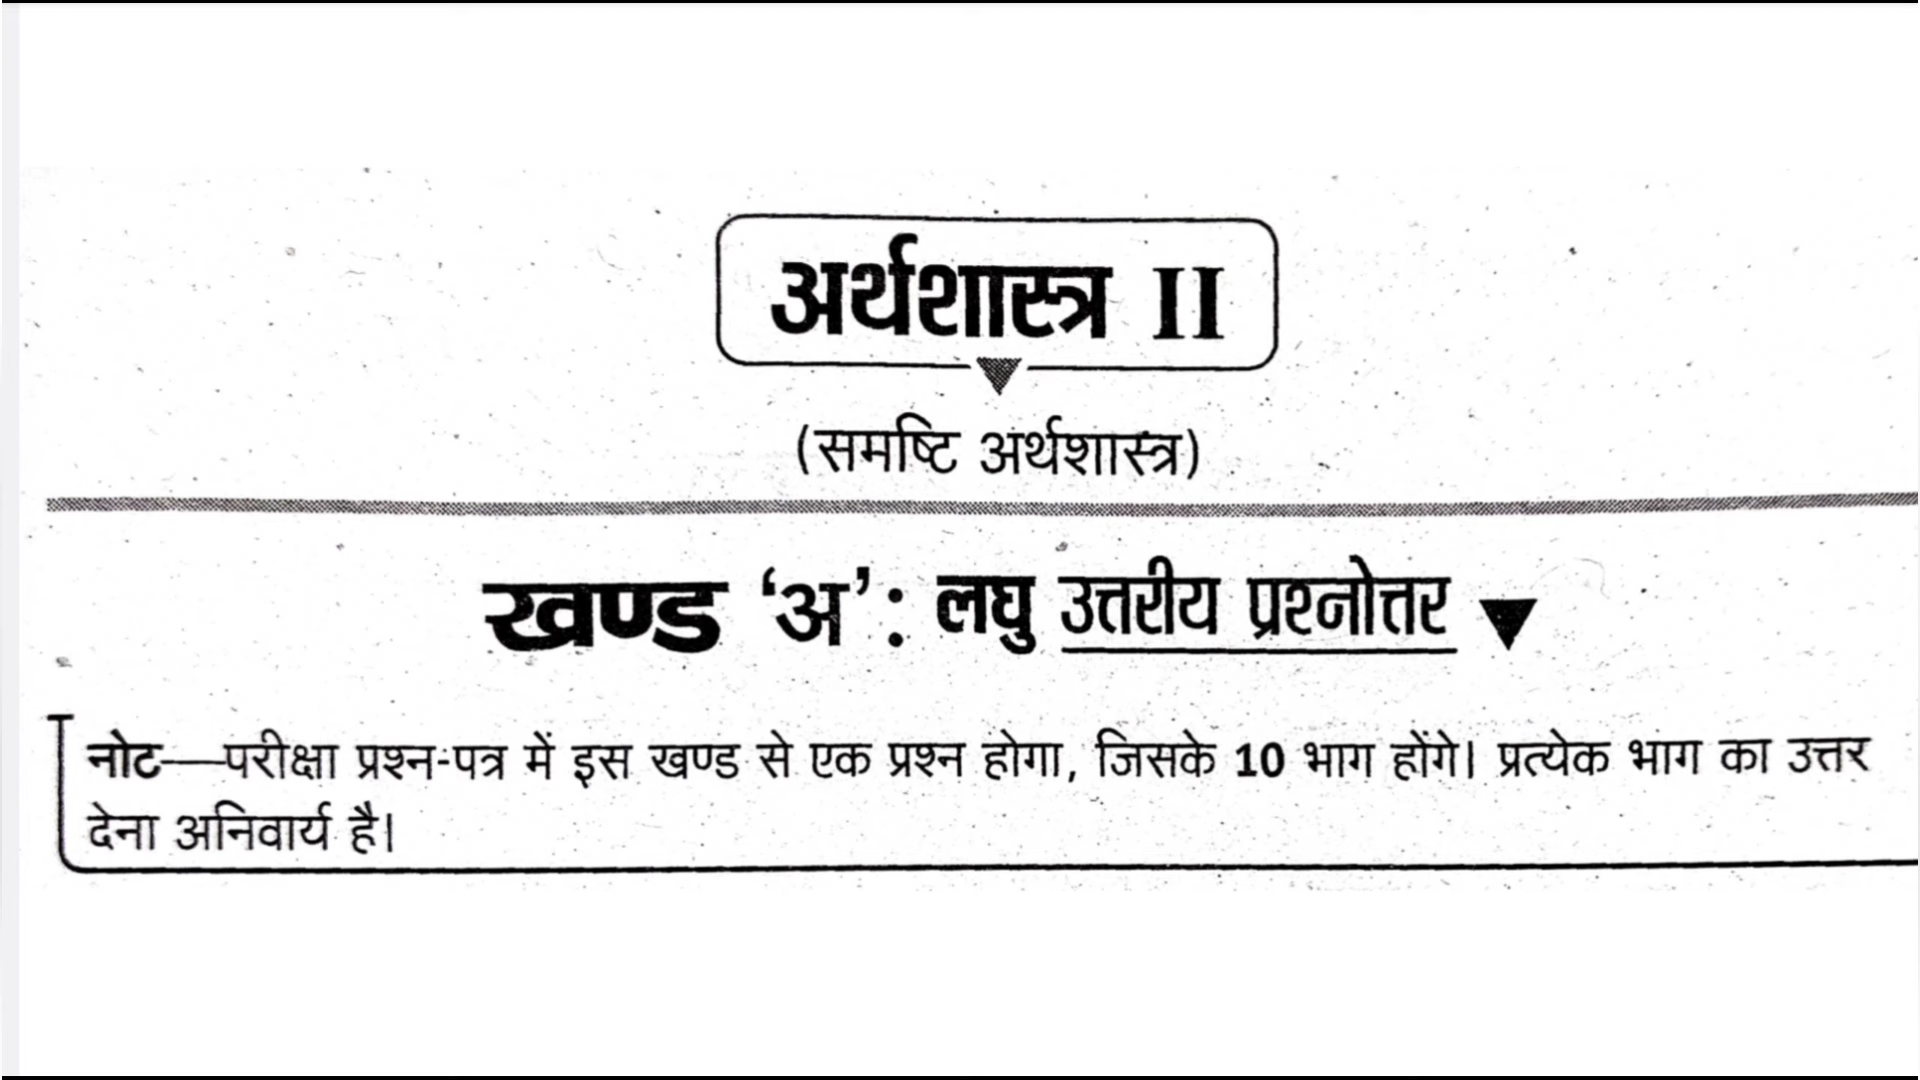 अर्थशास्त्र II
(समष्टि अर्थशास्त्र)
खण्ड ‘अ’ : लघु उत्तरीय प्रश्नोत्तर
नोट—परीक्षा प्रश्न-पत्र में इस खण्ड से एक प्रश्न होगा, जिसके 10 भाग होंगे। प्रत्येक भाग का उत्तर
देना अनिवार्य है।